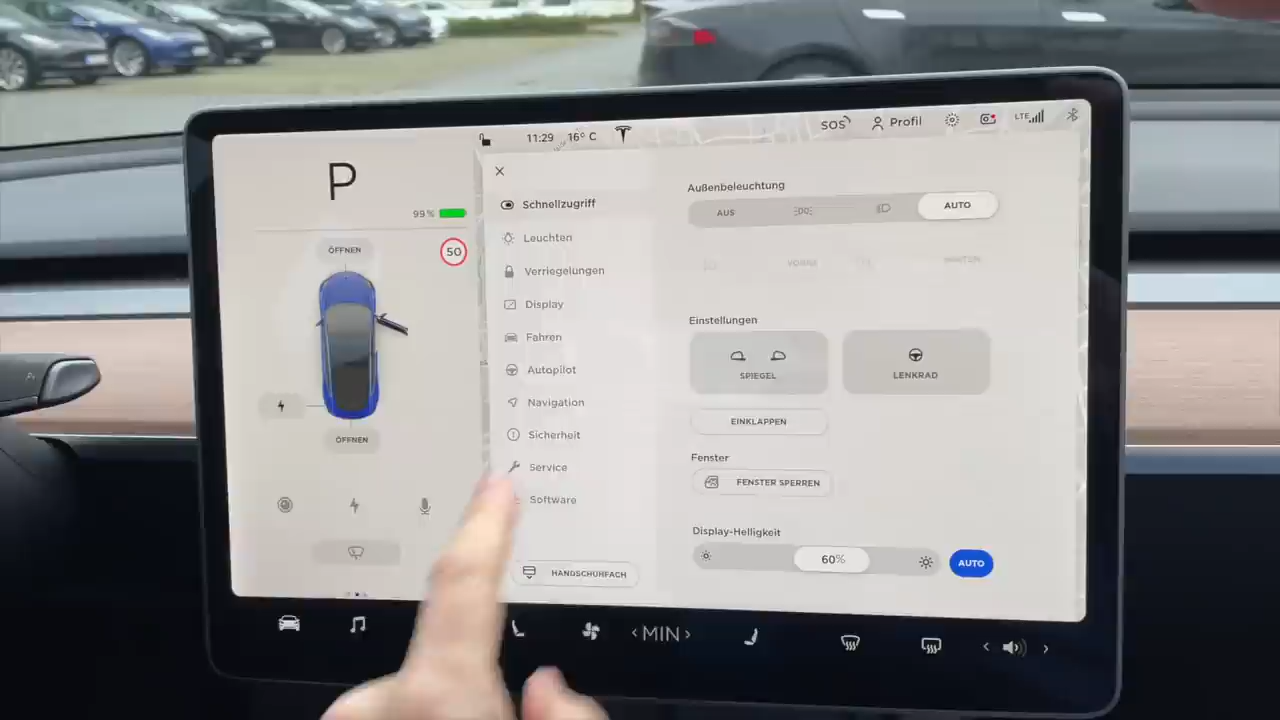 P
99 %
ÖFFNEN
50
ÖFFNEN
11:29
16° C
SOS
Profil
LTE
Schnellzugriff
Leuchten
Verriegelungen
Display
Fahren
Autopilot
Navigation
Sicherheit
Service
Software
HANDSCHUHFACH
Außenbeleuchtung
AUS
AUTO
VORNE
HINTEN
Einstellungen
SPIEGEL
LENKRAD
EINKLAPPEN
Fenster
FENSTER SPERREN
Display-Helligkeit
60%
AUTO
MIN